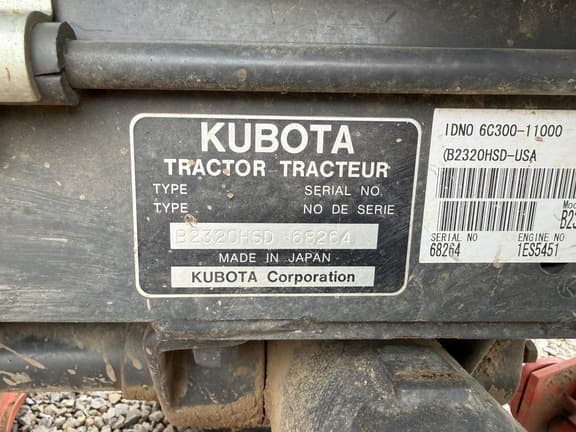 KUBOTA
TRACTOR TRACTEUR
TYPE SERIAL NO.
TYPE NO DE SERIE
B2320HSD 68264
MADE IN JAPAN
KUBOTA Corporation
IDNO 6C300-11000
(B2320HSD-USA
SERIAL NO ENGINE NO
68264 1ES5451